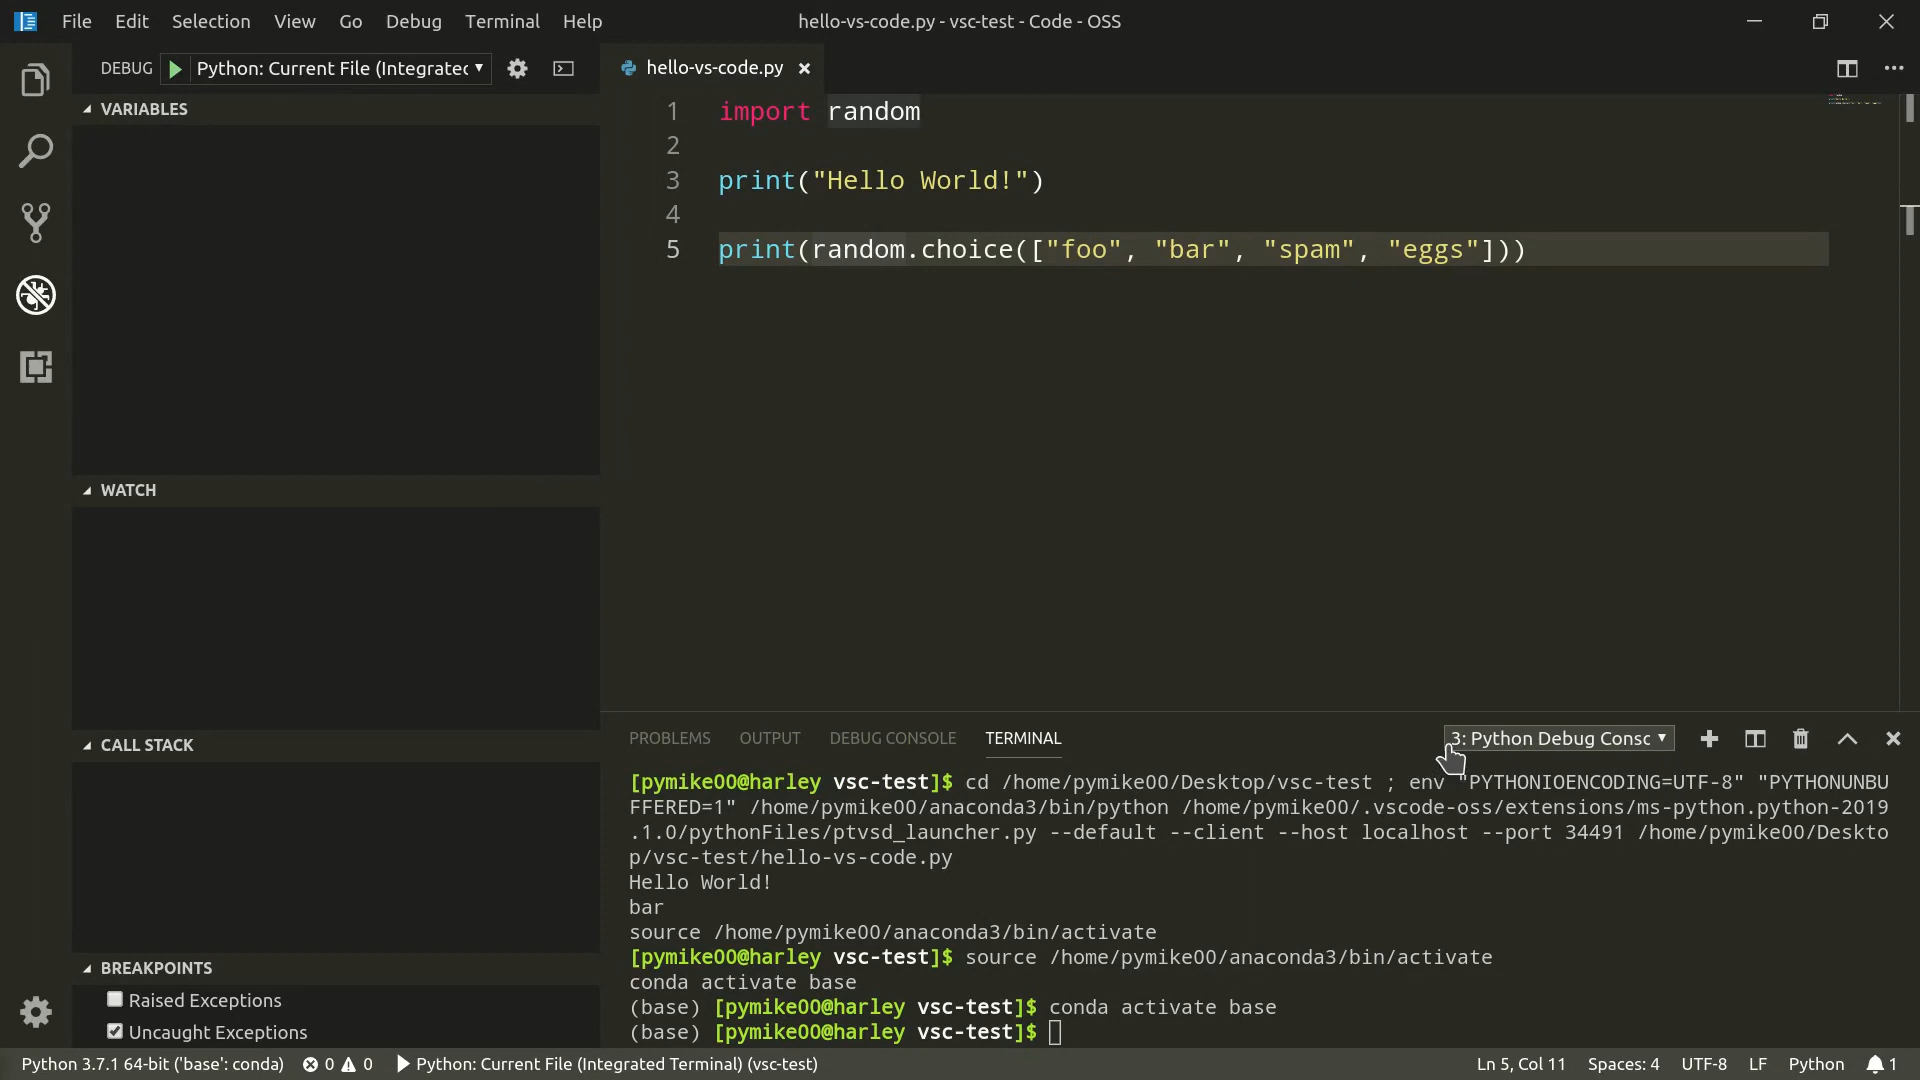 File Edit Selection View Go Debug Terminal Help
hello-vs-code.py - vsc-test - Code - OSS
DEBUG Python: Current File (Integratec
hello-vs-code.py
VARIABLES
WATCH
CALL STACK
BREAKPOINTS
Raised Exceptions
Uncaught Exceptions
1 import random
2
3 print("Hello World!")
4
5 print(random.choice(["foo", "bar", "spam", "eggs"]))
PROBLEMS OUTPUT DEBUG CONSOLE TERMINAL
3: Python Debug Consc
[pymike00@harley vsc-test]$ cd /home/pymike00/Desktop/vsc-test ; env "PYTHONIOENCODING=UTF-8" "PYTHONUNBU
FFERED=1" /home/pymike00/anaconda3/bin/python /home/pymike00/.vscode-oss/extensions/ms-python.python-2019
.1.0/pythonFiles/ptvsd_launcher.py --default --client --host localhost --port 34491 /home/pymike00/Deskto
p/vsc-test/hello-vs-code.py
Hello World!
bar
source /home/pymike00/anaconda3/bin/activate
[pymike00@harley vsc-test]$ source /home/pymike00/anaconda3/bin/activate
conda activate base
(base) [pymike00@harley vsc-test]$ conda activate base
(base) [pymike00@harley vsc-test]$
Python 3.7.1 64-bit ('base': conda) 0 0 Python: Current File (Integrated Terminal) (vsc-test)
Ln 5, Col 11 Spaces: 4 UTF-8 LF Python 1